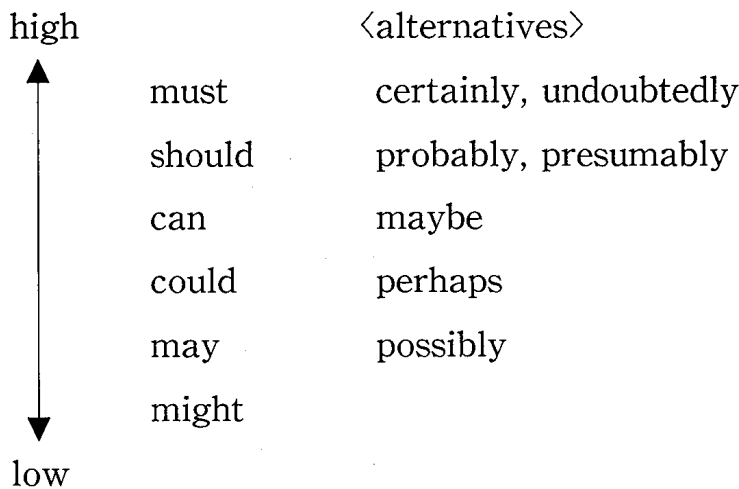 high 〈alternatives〉
must certainly, undoubtedly
should probably, presumably
can maybe
could perhaps
may possibly
might
low